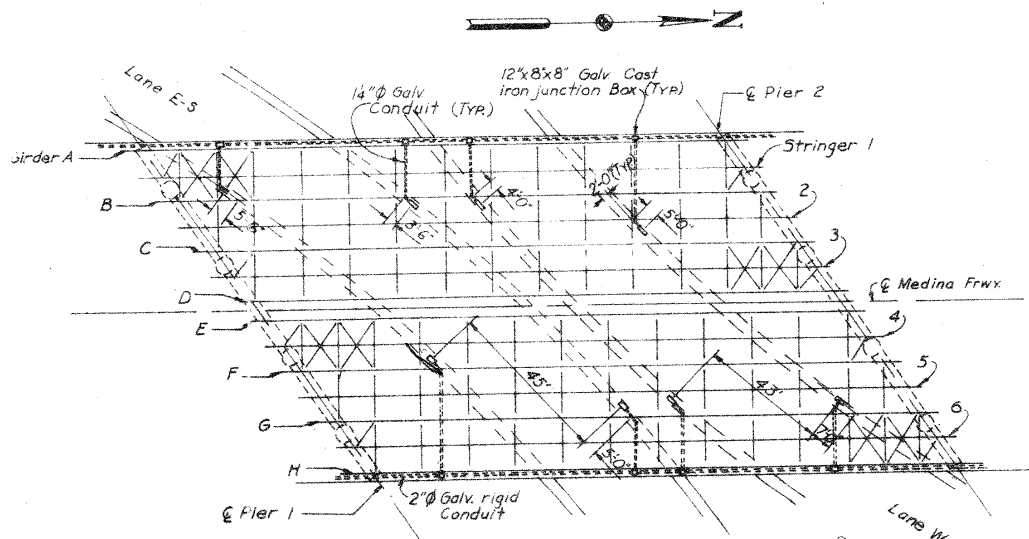 N
Lane E-S
1¼"Φ Galv.
Conduit (TYP.)
12"x8"x8" Galv Cast
iron junction Box (TYP.)
℄ Pier 2
Girder A
Stringer 1
B
2
C
3
D
℄ Medina Frwy.
E
4
F
5
G
6
H
5'-
3'-6"
4'-0"
2'-0" (Typ)
5'-0"
45'
43'
5'-0"
2"Φ Galv. rigid
Conduit
℄ Pier 1
Lane W